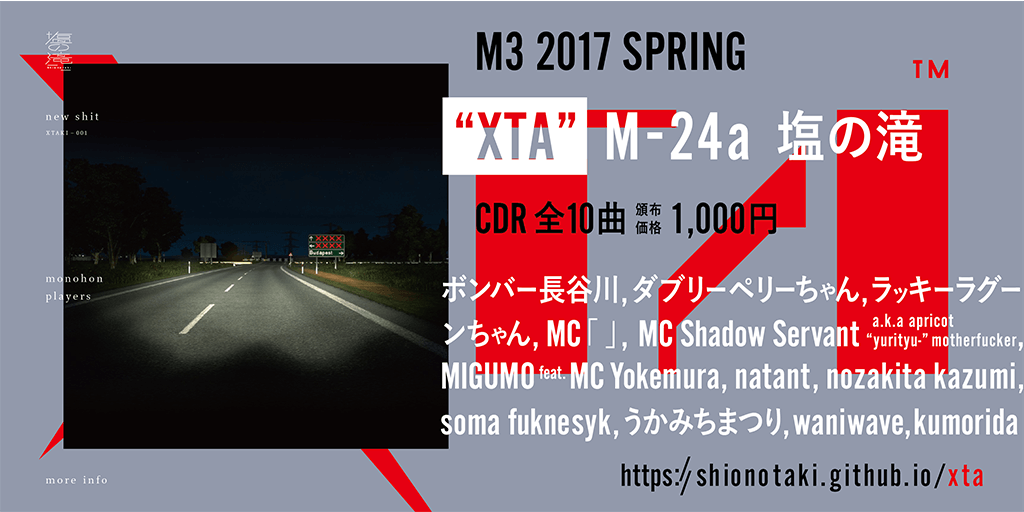 塩の滝
new shit
XTAKI-001
M3 2017 SPRING
TM
“XTA” M-24a 塩の滝
CDR 全10曲 頒布価格 1,000円
Budapest
monohon
players
ボンバー長谷川, ダブリーペリーちゃん, ラッキーラグー
ンちゃん, MC「 」, MC Shadow Servant a.k.a apricot “yurityu-” motherfucker,
MIGUMO feat. MC Yokemura, natant, nozakita kazumi,
soma fuknesyk, うかみちまつり, waniwave, kumorida
more info
https://shionotaki.github.io/xta